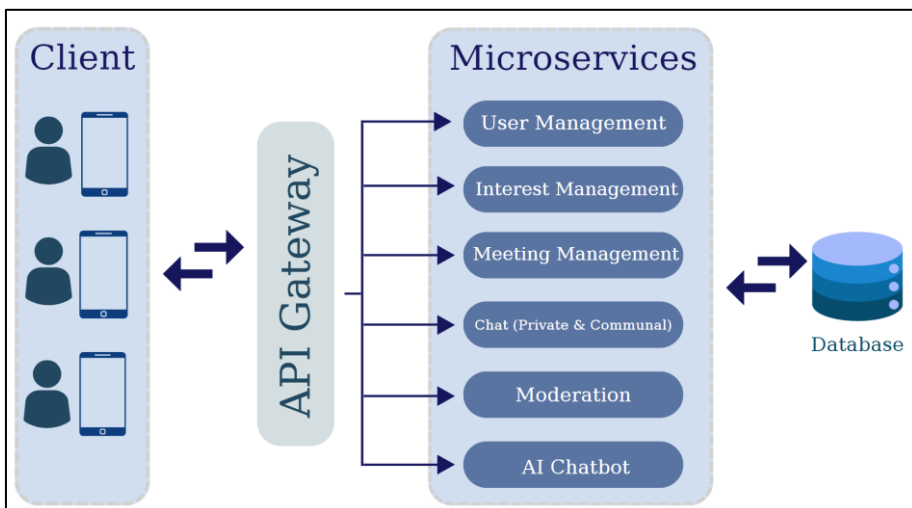 Client
API Gateway
Microservices
User Management
Interest Management
Meeting Management
Chat (Private & Communal)
Moderation
AI Chatbot
Database